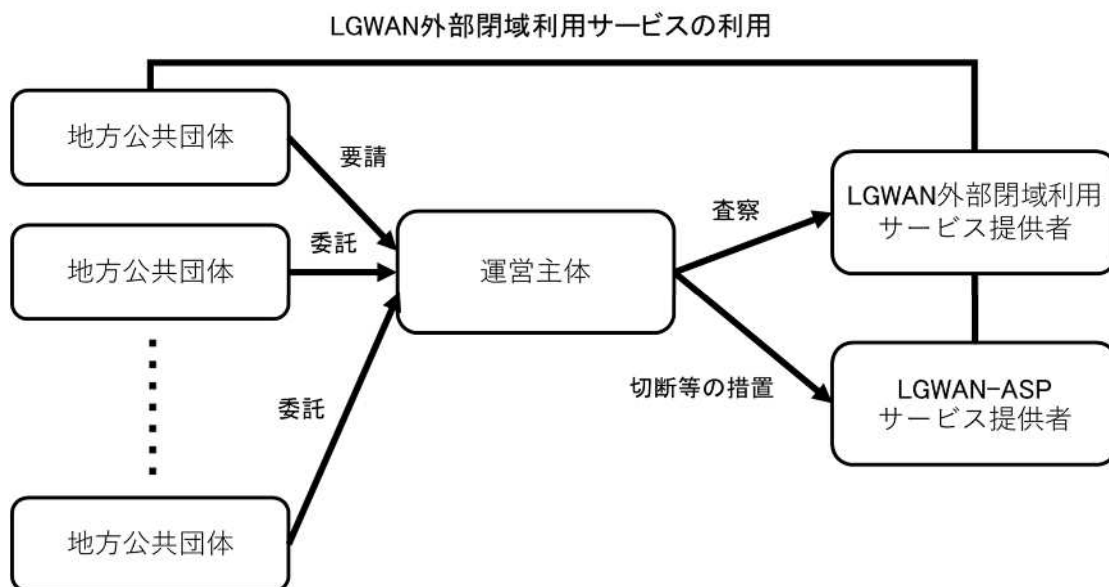 LGWAN外部閉域利用サービスの利用
地方公共団体
要請
地方公共団体
委託
運営主体
査察
LGWAN外部閉域利用
サービス提供者
切断等の措置
LGWAN-ASP
サービス提供者
委託
地方公共団体